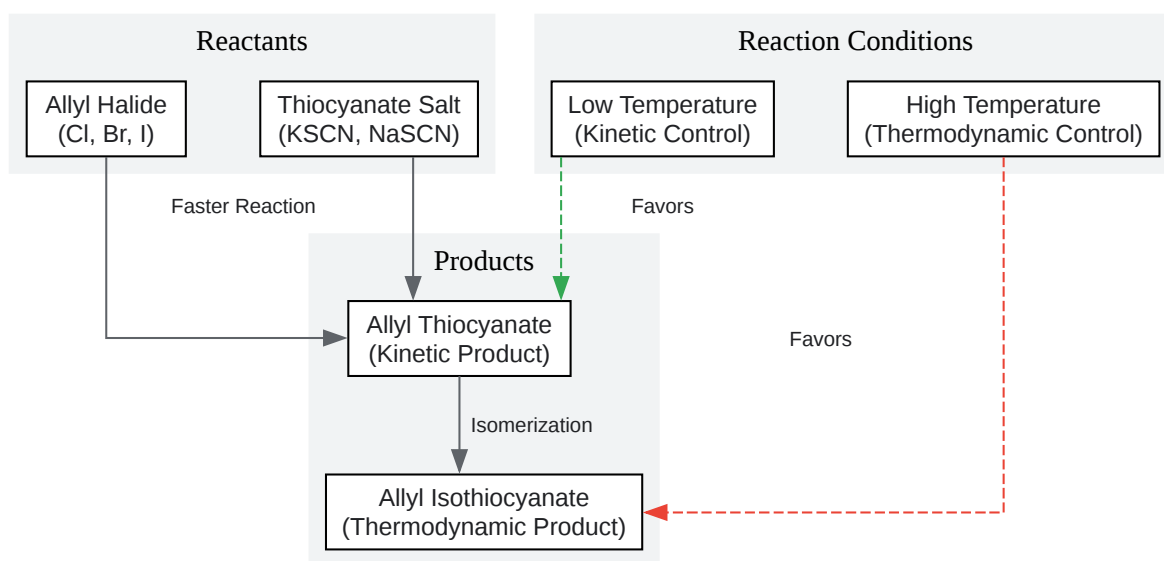 Reactants
Allyl Halide
(Cl, Br, I)
Thiocyanate Salt
(KSCN, NaSCN)
Reaction Conditions
Low Temperature
(Kinetic Control)
High Temperature
(Thermodynamic Control)
Faster Reaction
Favors
Products
Allyl Thiocyanate
(Kinetic Product)
Favors
Isomerization
Allyl Isothiocyanate
(Thermodynamic Product)